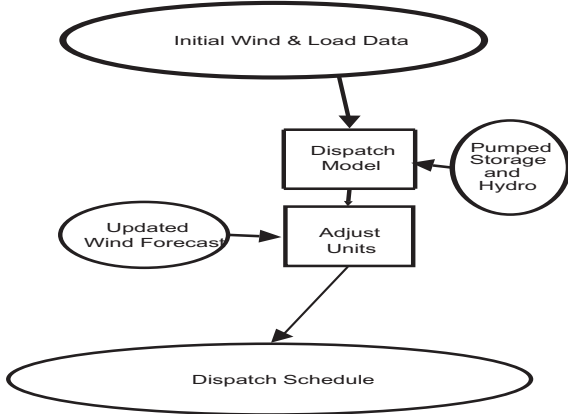 Initial Wind & Load Data
Dispatch
Model
Pumped
Storage
and
Hydro
Updated
Wind Forecast
Adjust
Units
Dispatch Schedule